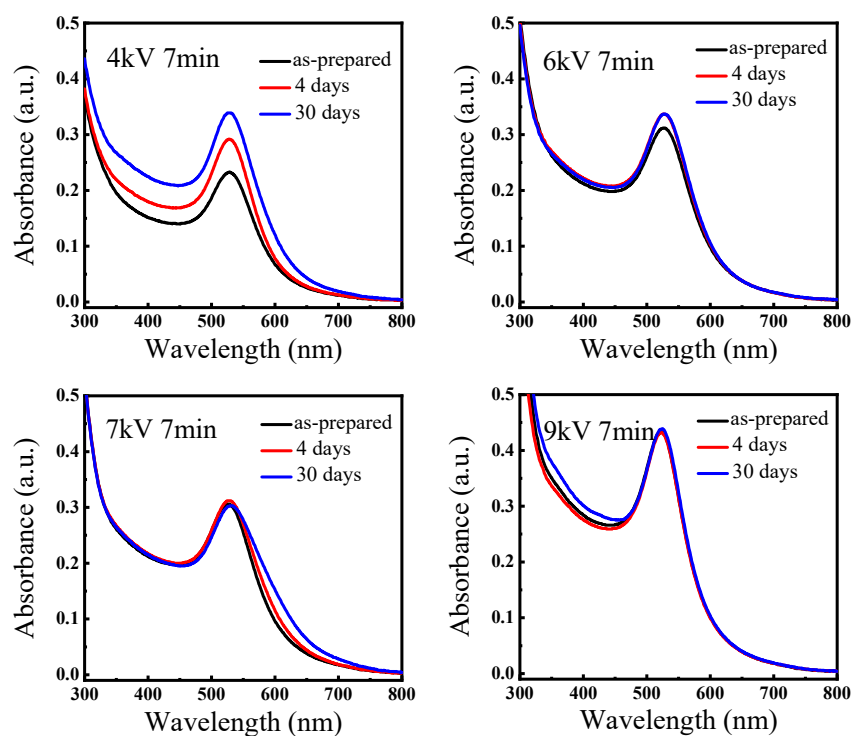 4kV 7min
as-prepared
4 days
30 days
0.5
0.4
0.3
0.2
0.1
0.0
300 400 500 600 700 800
Absorbance (a.u.)
Wavelength (nm)
6kV 7min
as-prepared
4 days
30 days
0.5
0.4
0.3
0.2
0.1
0.0
300 400 500 600 700 800
Absorbance (a.u.)
Wavelength (nm)
7kV 7min
as-prepared
4 days
30 days
0.5
0.4
0.3
0.2
0.1
0.0
300 400 500 600 700 800
Absorbance (a.u.)
Wavelength (nm)
9kV 7min
as-prepared
4 days
30 days
0.5
0.4
0.3
0.2
0.1
0.0
300 400 500 600 700 800
Absorbance (a.u.)
Wavelength (nm)